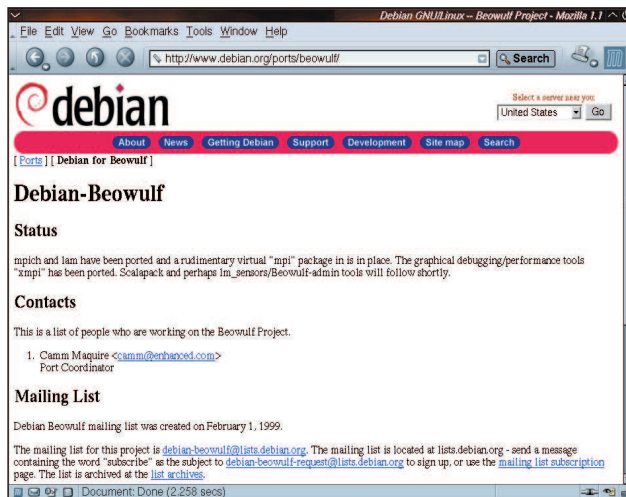 Debian GNU/Linux -- Beowulf Project - Mozilla 1.1
File Edit View Go Bookmarks Tools Window Help
http://www.debian.org/ports/beowulf/
Search
debian
Select a server near you:
United States
Go
About News Getting Debian Support Development Site map Search
[ Ports ] [ Debian for Beowulf ]
Debian-Beowulf
Status
mpich and lam have been ported and a rudimentary virtual "mpi" package in is in place. The graphical debugging/performance tools
"xmpi" has been ported. Scalapack and perhaps lm_sensors/Beowulf-admin tools will follow shortly.
Contacts
This is a list of people who are working on the Beowulf Project.
1. Camm Maquire <camm@enhanced.com>
Port Coordinator
Mailing List
Debian Beowulf mailing list was created on February 1, 1999.
The mailing list for this project is debian-beowulf@lists.debian.org. The mailing list is located at lists.debian.org - send a message
containing the word "subscribe" as the subject to debian-beowulf-request@lists.debian.org to sign up, or use the mailing list subscription
page. The list is archived at the list archives.
Document: Done (2.258 secs)